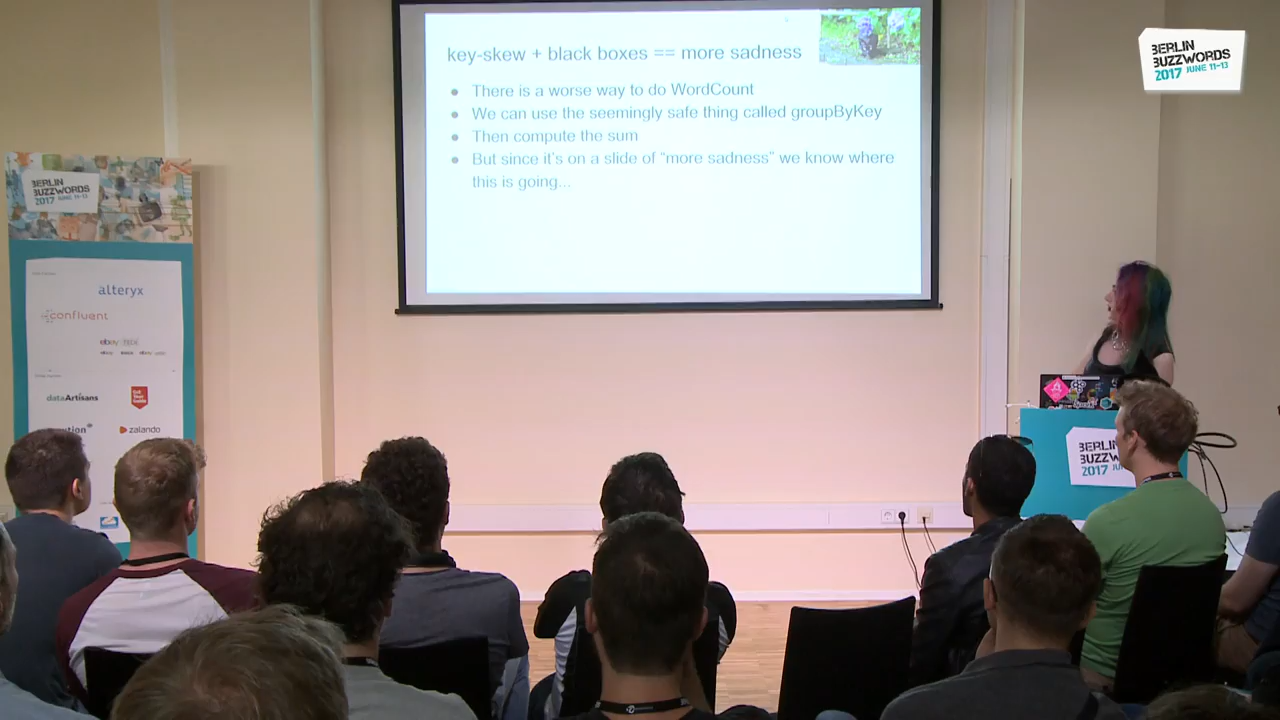 key-skew + black boxes == more sadness
● There is a worse way to do WordCount
● We can use the seemingly safe thing called groupByKey
● Then compute the sum
● But since it's on a slide of "more sadness" we know where
this is going...
BERLIN
BUZZWORDS
2017 JUNE 11-13
BERLIN
BUZZWORDS
2017 JUNE 11-13
alteryx
confluent
ebay
dataArtisans
zalando
BERLIN
BUZZW
2017 JU